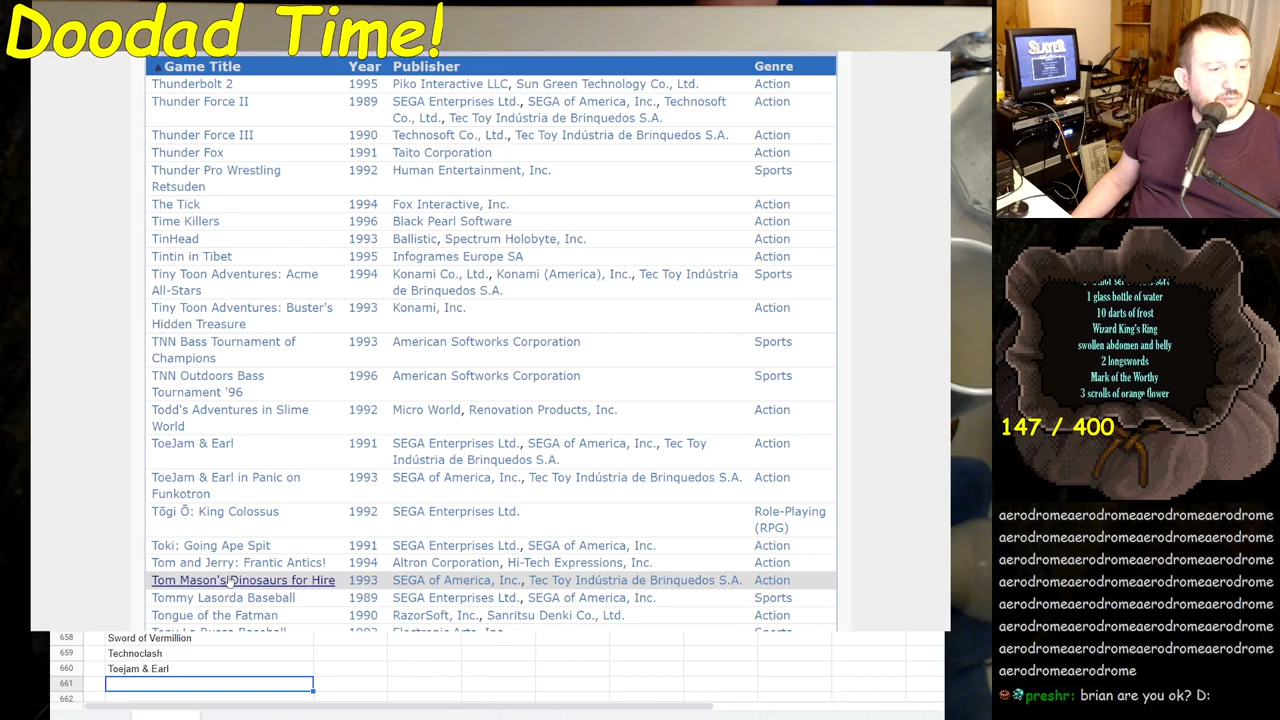 Doodad Time!
▲Game Title Year Publisher Genre
Thunderbolt 2 1995 Piko Interactive LLC, Sun Green Technology Co., Ltd. Action
Thunder Force II 1989 SEGA Enterprises Ltd., SEGA of America, Inc., Technosoft Action
Co., Ltd., Tec Toy Indústria de Brinquedos S.A.
Thunder Force III 1990 Technosoft Co., Ltd., Tec Toy Indústria de Brinquedos S.A. Action
Thunder Fox 1991 Taito Corporation Action
Thunder Pro Wrestling 1992 Human Entertainment, Inc. Sports
Retsuden
The Tick 1994 Fox Interactive, Inc. Action
Time Killers 1996 Black Pearl Software Action
TinHead 1993 Ballistic, Spectrum Holobyte, Inc. Action
Tintin in Tibet 1995 Infogrames Europe SA Action
Tiny Toon Adventures: Acme 1994 Konami Co., Ltd., Konami (America), Inc., Tec Toy Indústria Sports
All-Stars de Brinquedos S.A.
Tiny Toon Adventures: Buster's 1993 Konami, Inc. Action
Hidden Treasure
TNN Bass Tournament of 1993 American Softworks Corporation Sports
Champions
TNN Outdoors Bass 1996 American Softworks Corporation Sports
Tournament '96
Todd's Adventures in Slime 1992 Micro World, Renovation Products, Inc. Action
World
ToeJam & Earl 1991 SEGA Enterprises Ltd., SEGA of America, Inc., Tec Toy Action
Indústria de Brinquedos S.A.
ToeJam & Earl in Panic on 1993 SEGA of America, Inc., Tec Toy Indústria de Brinquedos S.A. Action
Funkotron
Tōgi Ō: King Colossus 1992 SEGA Enterprises Ltd. Role-Playing
(RPG)
Toki: Going Ape Spit 1991 SEGA Enterprises Ltd., SEGA of America, Inc. Action
Tom and Jerry: Frantic Antics! 1994 Altron Corporation, Hi-Tech Expressions, Inc. Action
Tom Mason's Dinosaurs for Hire 1993 SEGA of America, Inc., Tec Toy Indústria de Brinquedos S.A. Action
Tommy Lasorda Baseball 1989 SEGA Enterprises Ltd., SEGA of America, Inc. Sports
Tongue of the Fatman 1990 RazorSoft, Inc., Sanritsu Denki Co., Ltd. Action
658 Sword of Vermillion
659 Technoclash
660 Toejam & Earl
661
662
SLAYER
1 glass bottle of water
10 darts of frost
Wizard King's Ring
swollen abdomen and belly
2 longswords
Mark of the Worthy
3 scrolls of orange flower
147 / 400
aerodromeaerodromeaerodromeaerodrome
aerodromeaerodromeaerodromeaerodrome
aerodromeaerodromeaerodromeaerodrome
aerodromeaerodromeaerodromeaerodrome
aerodromeaerodromeaerodromeaerodrome
aerodromeaerodromeaerodromeaerodrome
aerodromeaerodromeaerodromeaerodrome
aerodromeaerodromeaerodromeaerodrome
aerodromeaerodromeaerodromeaerodrome
aerodromeaerodrome
preshr: brian are you ok? D: